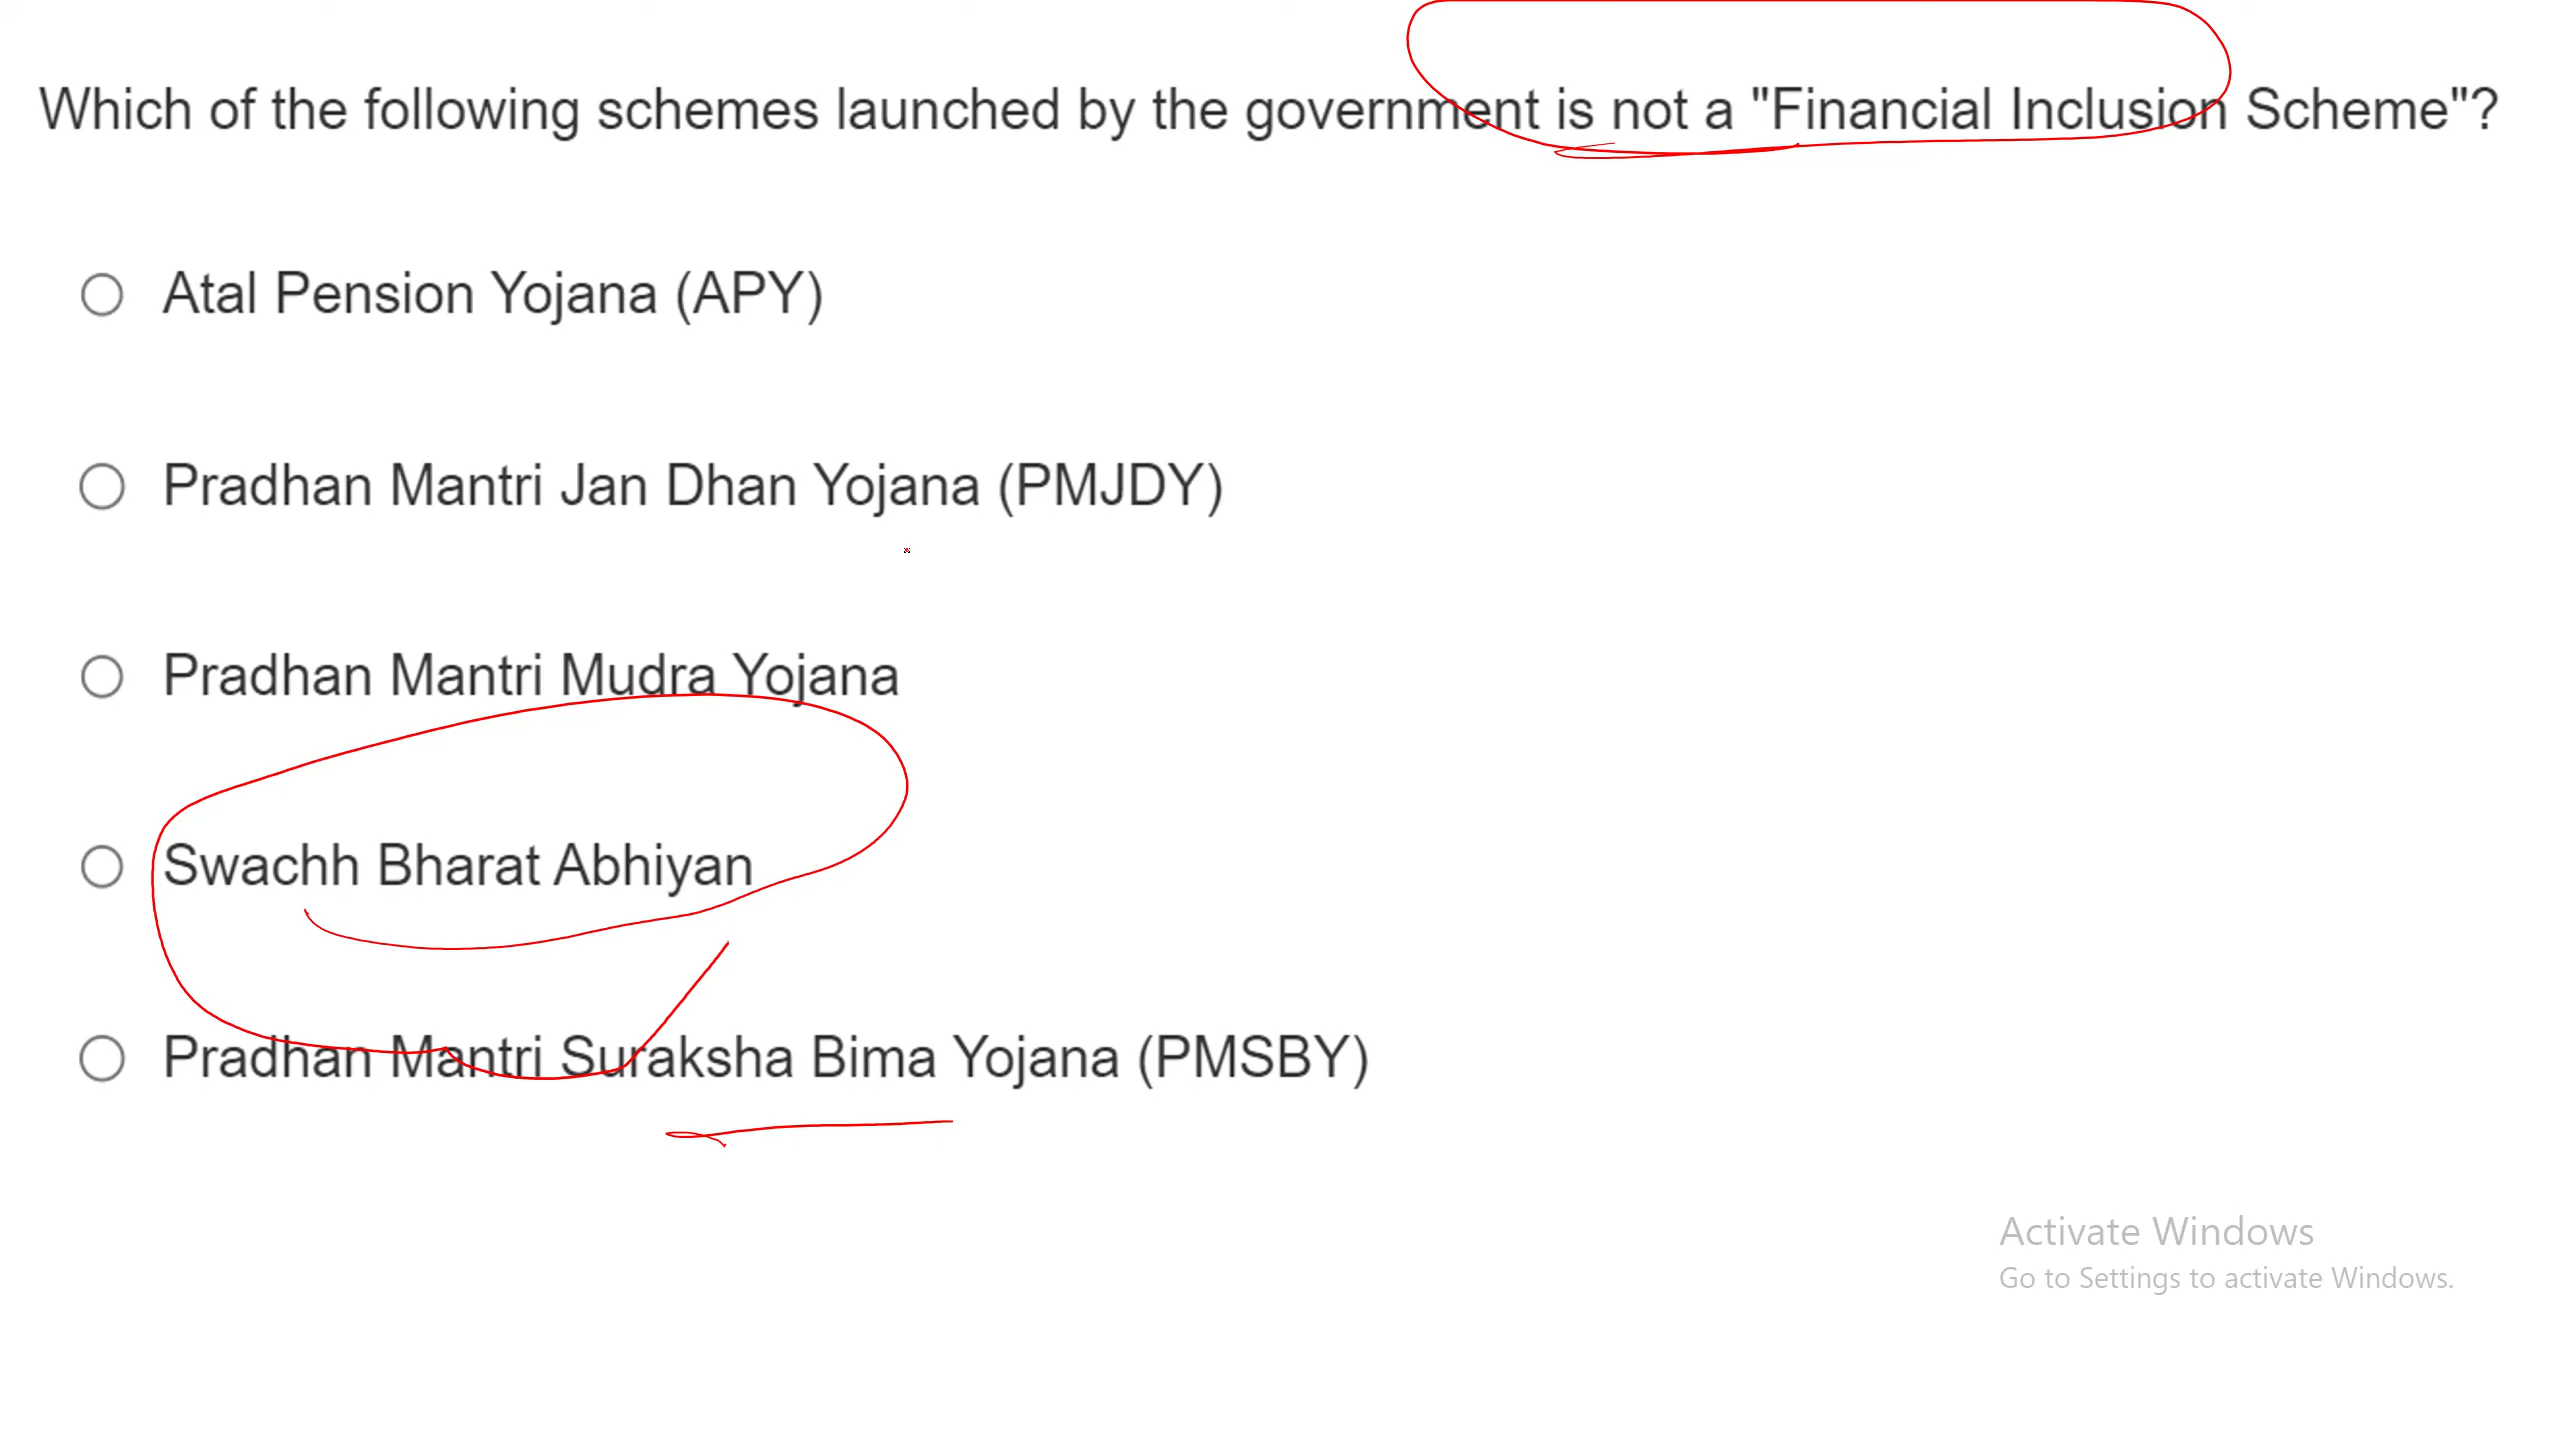 Which of the following schemes launched by the government is not a "Financial Inclusion Scheme"?
Atal Pension Yojana (APY)
Pradhan Mantri Jan Dhan Yojana (PMJDY)
Pradhan Mantri Mudra Yojana
Swachh Bharat Abhiyan
Pradhan Mantri Suraksha Bima Yojana (PMSBY)
Activate Windows
Go to Settings to activate Windows.